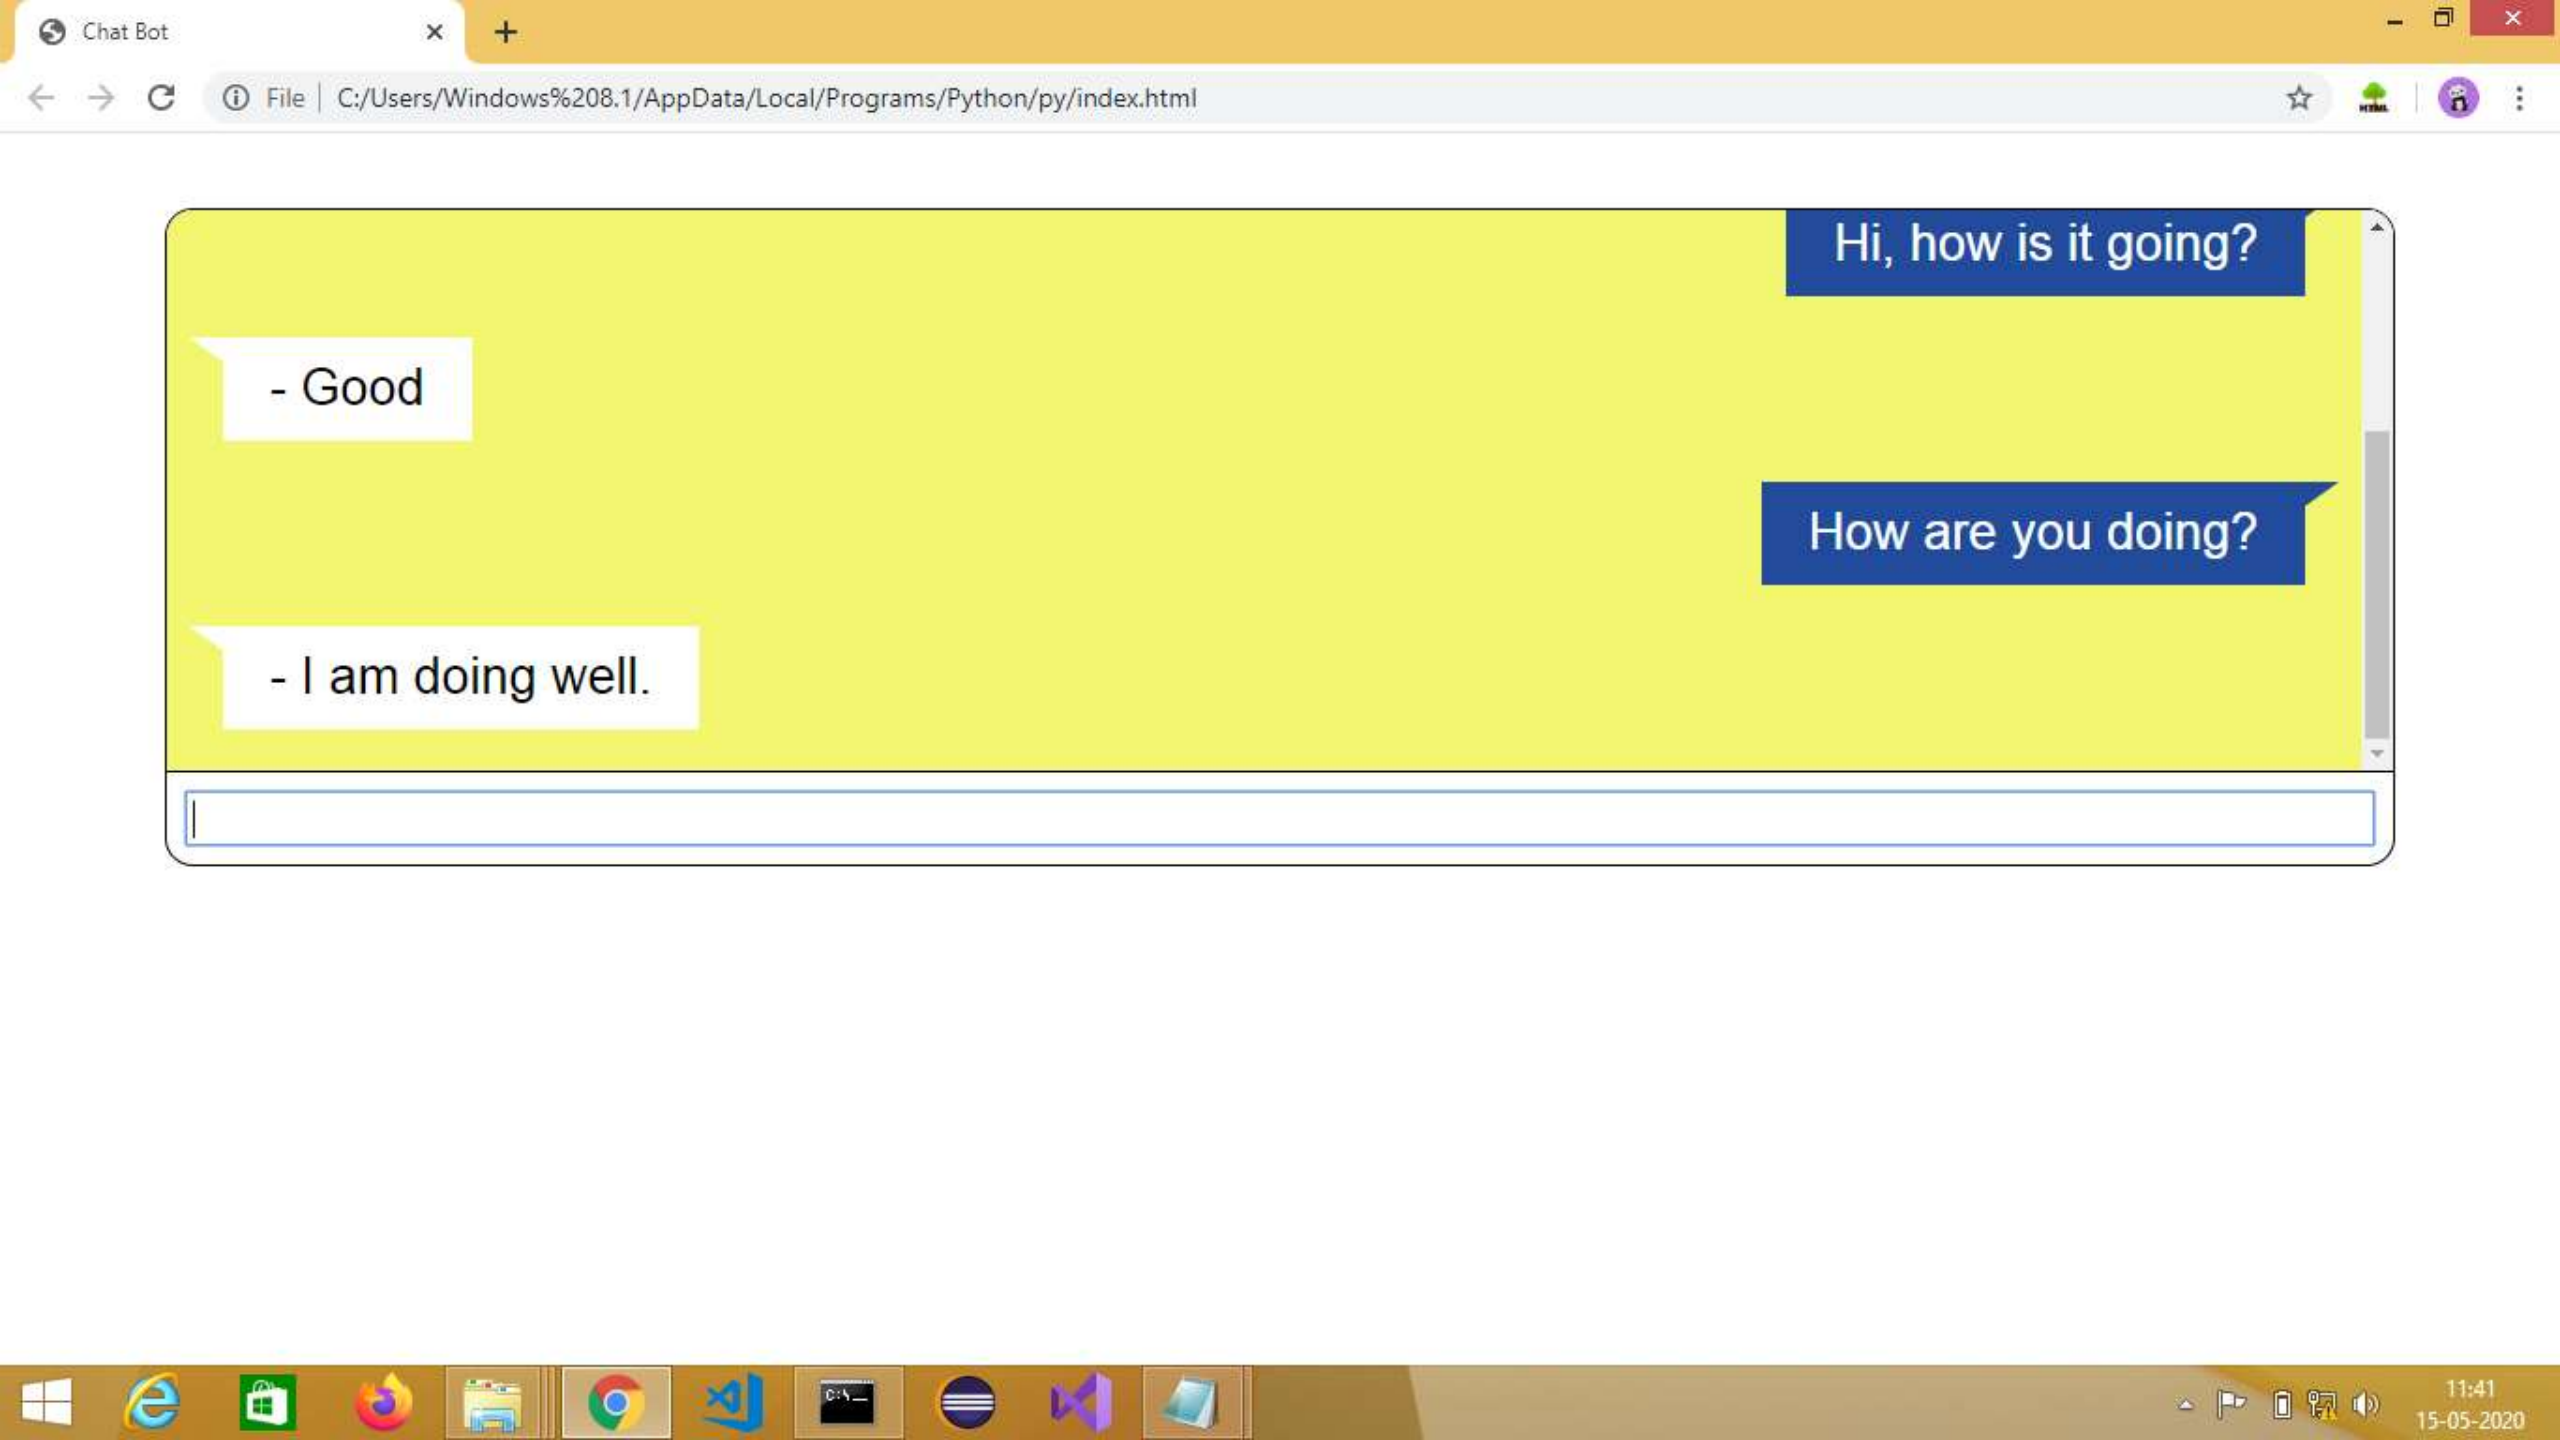 Chat Bot
File
C:/Users/Windows%208.1/AppData/Local/Programs/Python/py/index.html
HTML
Hi, how is it going?
- Good
How are you doing?
- I am doing well.
C:\_
11:41
15-05-2020